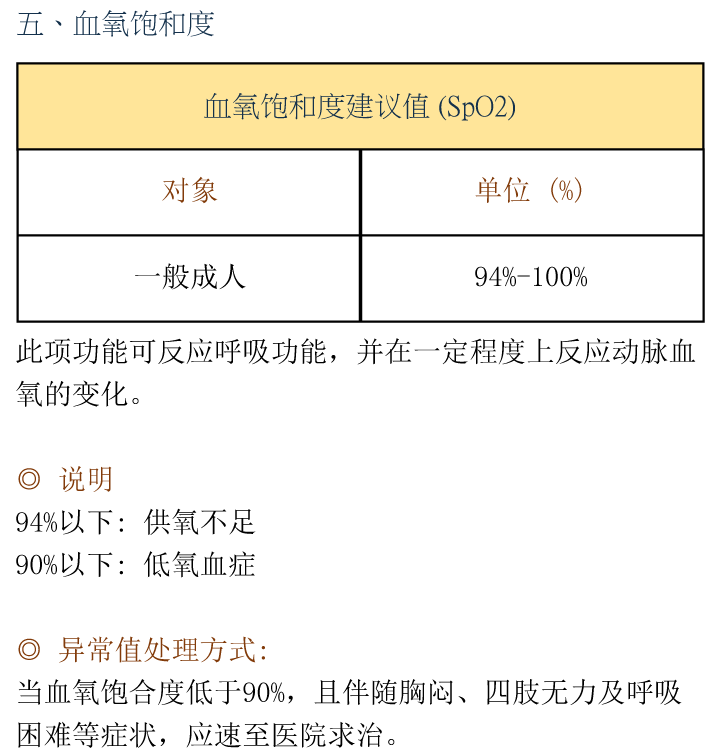 五、血氧饱和度
血氧饱和度建议值 (SpO2)
对象
单位 (%)
一般成人
94%-100%
此项功能可反应呼吸功能，并在一定程度上反应动脉血
氧的变化。
◎ 说明
94%以下: 供氧不足
90%以下: 低氧血症
◎ 异常值处理方式:
当血氧饱合度低于90%，且伴随胸闷、四肢无力及呼吸
困难等症状，应速至医院求治。